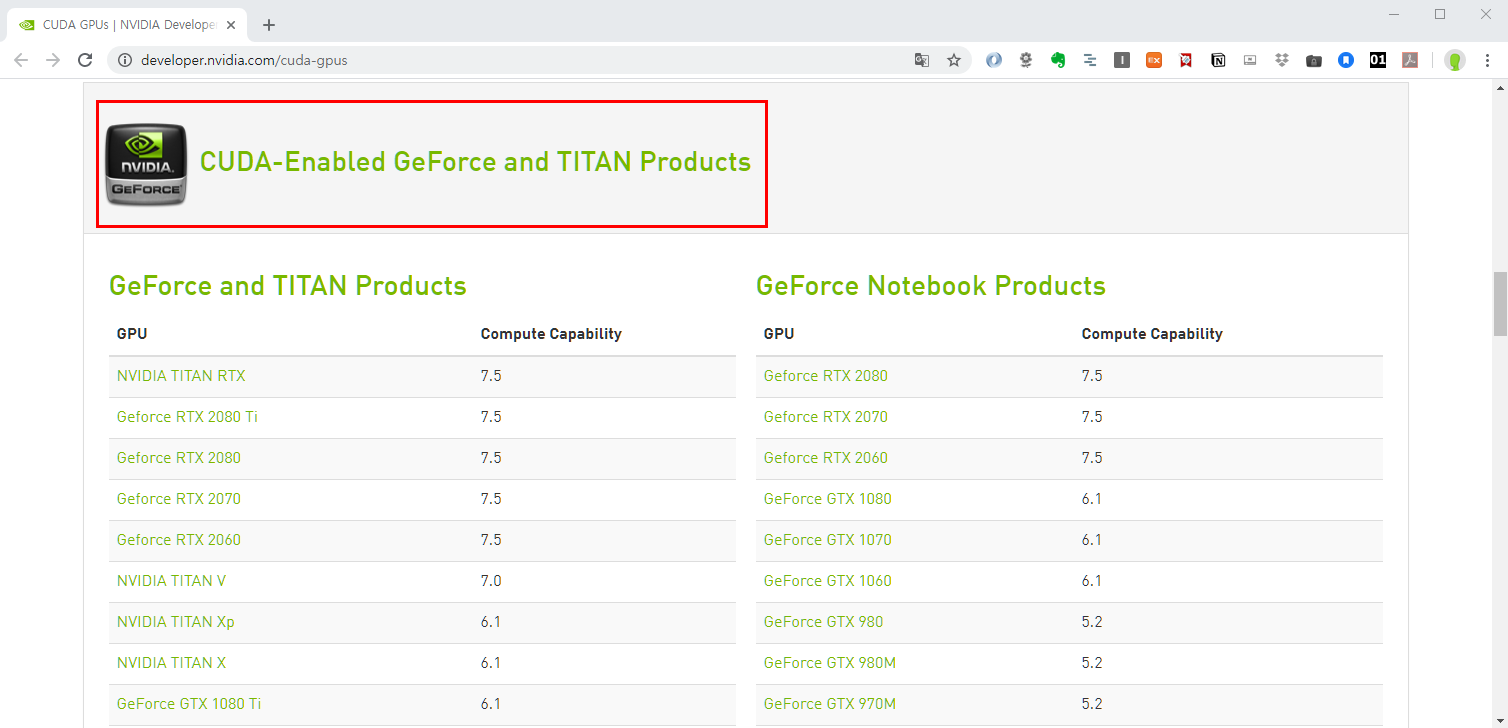 CUDA GPUs | NVIDIA Developer
developer.nvidia.com/cuda-gpus
EX
N
01
NVIDIA.
GEFORCE
CUDA-Enabled GeForce and TITAN Products
GeForce and TITAN Products
GPU Compute Capability
NVIDIA TITAN RTX 7.5
Geforce RTX 2080 Ti 7.5
Geforce RTX 2080 7.5
Geforce RTX 2070 7.5
Geforce RTX 2060 7.5
NVIDIA TITAN V 7.0
NVIDIA TITAN Xp 6.1
NVIDIA TITAN X 6.1
GeForce GTX 1080 Ti 6.1
GeForce Notebook Products
GPU Compute Capability
Geforce RTX 2080 7.5
Geforce RTX 2070 7.5
Geforce RTX 2060 7.5
GeForce GTX 1080 6.1
GeForce GTX 1070 6.1
GeForce GTX 1060 6.1
GeForce GTX 980 5.2
GeForce GTX 980M 5.2
GeForce GTX 970M 5.2